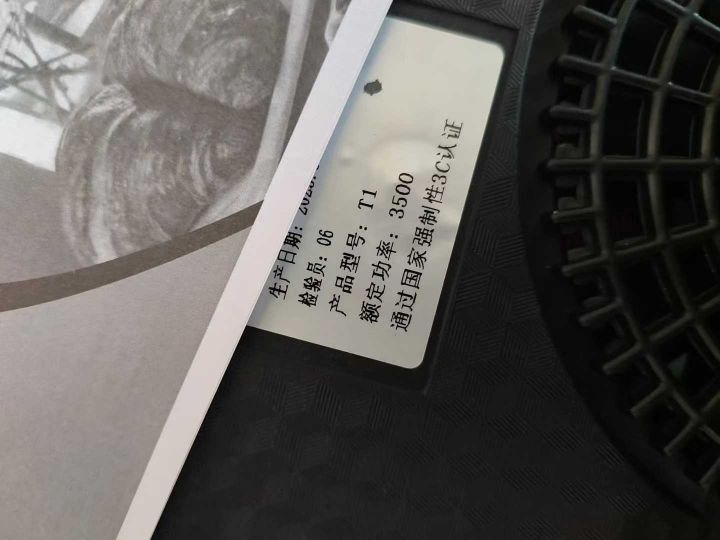 生产日期：
检验员：06
产品型号：T1
额定功率：3500
通过国家强制性3C认证